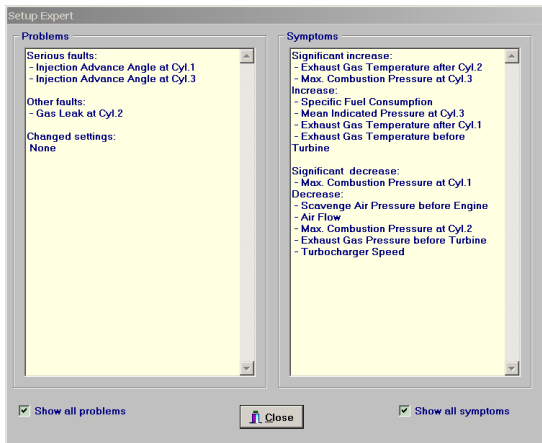 Setup Expert
Problems
Serious faults:
- Injection Advance Angle at Cyl.1
- Injection Advance Angle at Cyl.3
Other faults:
- Gas Leak at Cyl.2
Changed settings:
None
Symptoms
Significant increase:
- Exhaust Gas Temperature after Cyl.2
- Max. Combustion Pressure at Cyl.3
Increase:
- Specific Fuel Consumpfion
- Mean Indicated Pressure at Cyl.3
- Exhaust Gas Temperature after Cyl.1
- Exhaust Gas Temperature before
Turbine
Significant decrease:
- Max. Combustion Pressure at Cyl.1
Decrease:
- Scavenge Air Pressure before Engine
- Air Flow
- Max. Combustion Pressure at Cyl.2
- Exhaust Gas Pressure before Turbine
- Turbocharger Speed
Show all problems
Close
Show all symptoms